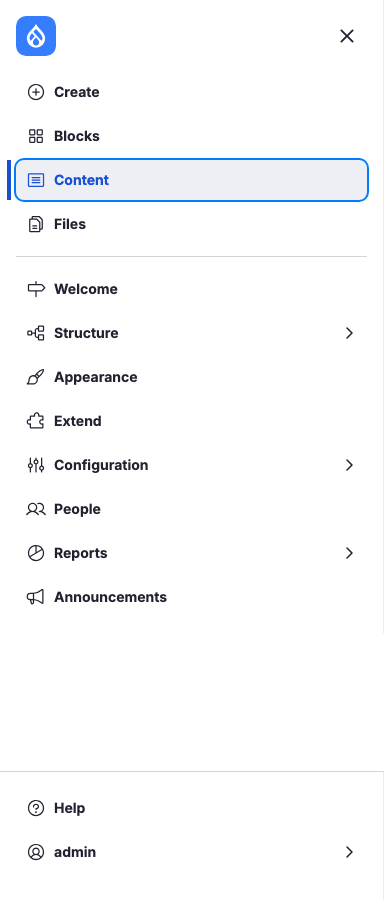 Create
Blocks
Content
Files
Welcome
Structure
Appearance
Extend
Configuration
People
Reports
Announcements
Help
admin